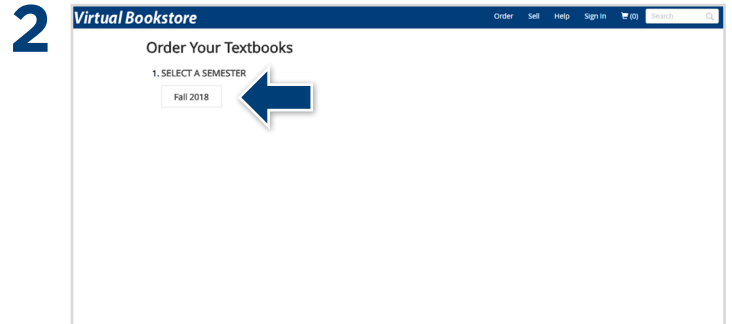 2
Virtual Bookstore Order Sell Help Sign In (0) Search
Order Your Textbooks
1. SELECT A SEMESTER
Fall 2018